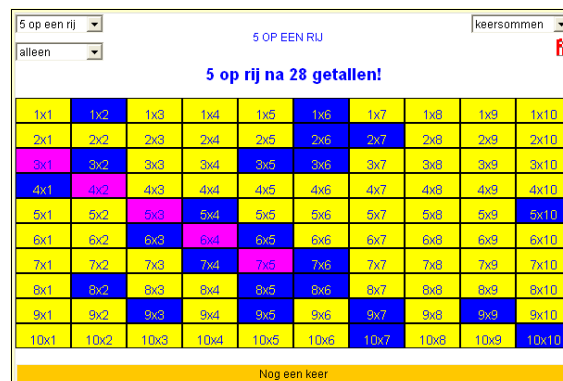 5 op een rij keersommen
5 OP EEN RIJ
alleen
5 op rij na 28 getallen!
1x1 1x2 1x3 1x4 1x5 1x6 1x7 1x8 1x9 1x10
2x1 2x2 2x3 2x4 2x5 2x6 2x7 2x8 2x9 2x10
3x1 3x2 3x3 3x4 3x5 3x6 3x7 3x8 3x9 3x10
4x1 4x2 4x3 4x4 4x5 4x6 4x7 4x8 4x9 4x10
5x1 5x2 5x3 5x4 5x5 5x6 5x7 5x8 5x9 5x10
6x1 6x2 6x3 6x4 6x5 6x6 6x7 6x8 6x9 6x10
7x1 7x2 7x3 7x4 7x5 7x6 7x7 7x8 7x9 7x10
8x1 8x2 8x3 8x4 8x5 8x6 8x7 8x8 8x9 8x10
9x1 9x2 9x3 9x4 9x5 9x6 9x7 9x8 9x9 9x10
10x1 10x2 10x3 10x4 10x5 10x6 10x7 10x8 10x9 10x10
Nog een keer